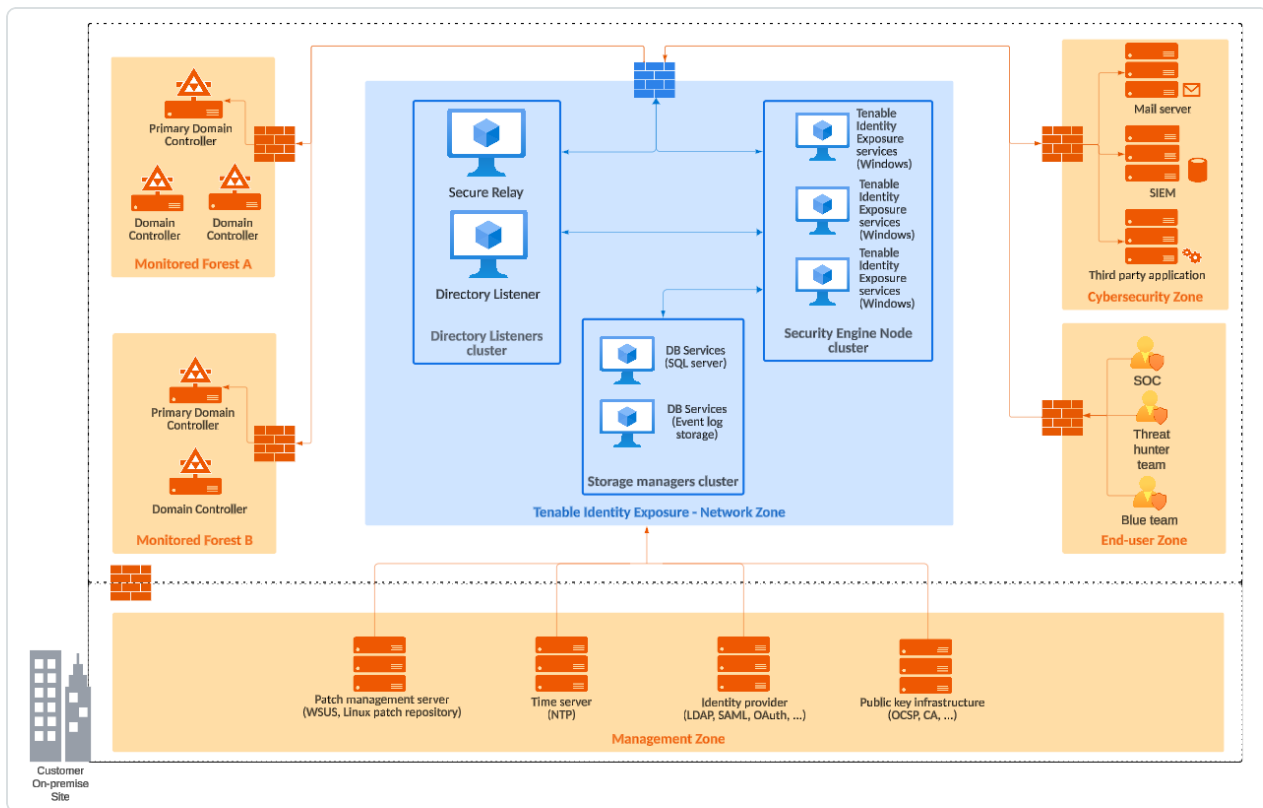 Primary Domain
Controller
Domain
Controller
Domain
Controller
Monitored Forest A
Primary Domain
Controller
Domain Controller
Monitored Forest B
Secure Relay
Directory Listener
Directory Listeners
cluster
Tenable
Identity
Exposure
services
(Windows)
Tenable
Identity
Exposure
services
(Windows)
Tenable
Identity
Exposure
services
(Windows)
Security Engine Node
cluster
DB Services
(SQL server)
DB Services
(Event log
storage)
Storage managers cluster
Tenable Identity Exposure - Network Zone
Mail server
SIEM
Third party application
Cybersecurity Zone
SOC
Threat
hunter
team
Blue team
End-user Zone
Patch management server
(WSUS, Linux patch repository)
Time server
(NTP)
Identity provider
(LDAP, SAML, OAuth, ...)
Public key infrastructure
(OCSP, CA, ...)
Management Zone
Customer
On-premise
Site